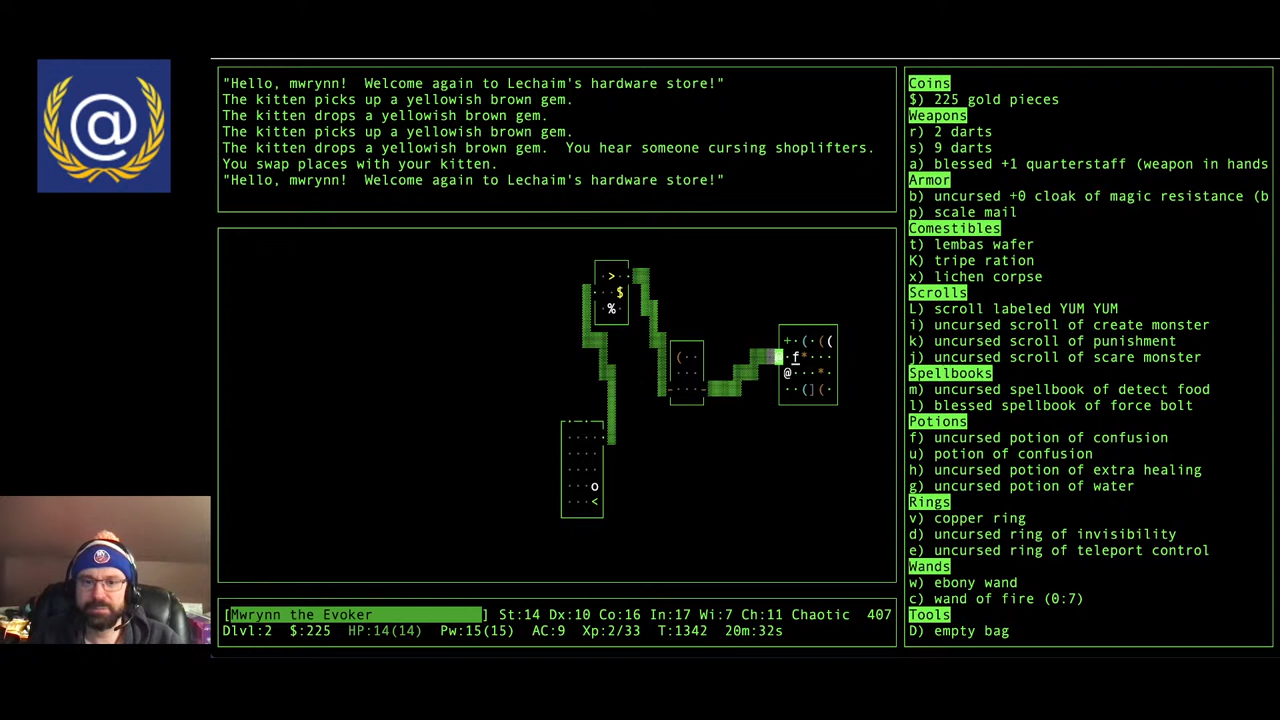 @
"Hello, mwrynn!  Welcome again to Lechaim's hardware store!"
The kitten picks up a yellowish brown gem.
The kitten drops a yellowish brown gem.
The kitten picks up a yellowish brown gem.
The kitten drops a yellowish brown gem.  You hear someone cursing shoplifters.
You swap places with your kitten.
"Hello, mwrynn!  Welcome again to Lechaim's hardware store!"
·>··
···$
·%·
+·(·((
(··
·f*···
···
@···*·
-····-
··(](·
·-·-·
·····
····
····
···o
···<
[Mwrynn the Evoker ] St:14 Dx:10 Co:16 In:17 Wi:7 Ch:11 Chaotic 407
Dlvl:2 $:225 HP:14(14) Pw:15(15) AC:9 Xp:2/33 T:1342 20m:32s
Coins
$) 225 gold pieces
Weapons
r) 2 darts
s) 9 darts
a) blessed +1 quarterstaff (weapon in hands
Armor
b) uncursed +0 cloak of magic resistance (b
p) scale mail
Comestibles
t) lembas wafer
K) tripe ration
x) lichen corpse
Scrolls
L) scroll labeled YUM YUM
i) uncursed scroll of create monster
k) uncursed scroll of punishment
j) uncursed scroll of scare monster
Spellbooks
m) uncursed spellbook of detect food
l) blessed spellbook of force bolt
Potions
f) uncursed potion of confusion
u) potion of confusion
h) uncursed potion of extra healing
g) uncursed potion of water
Rings
v) copper ring
d) uncursed ring of invisibility
e) uncursed ring of teleport control
Wands
w) ebony wand
c) wand of fire (0:7)
Tools
D) empty bag